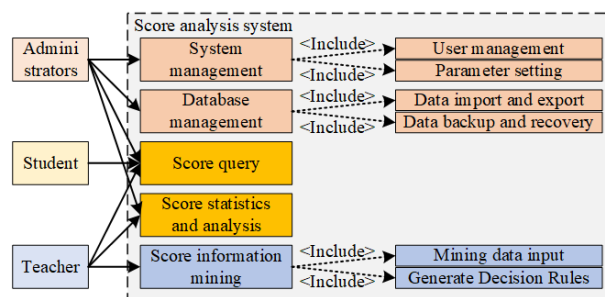 Score analysis system
Admini
strators
System
management
<Include>
<Include>
User management
Parameter setting
Database
management
<Include>
<Include>
Data import and export
Data backup and recovery
Student
Score query
Score statistics
and analysis
Teacher
Score information
mining
<Include>
<Include>
Mining data input
Generate Decision Rules